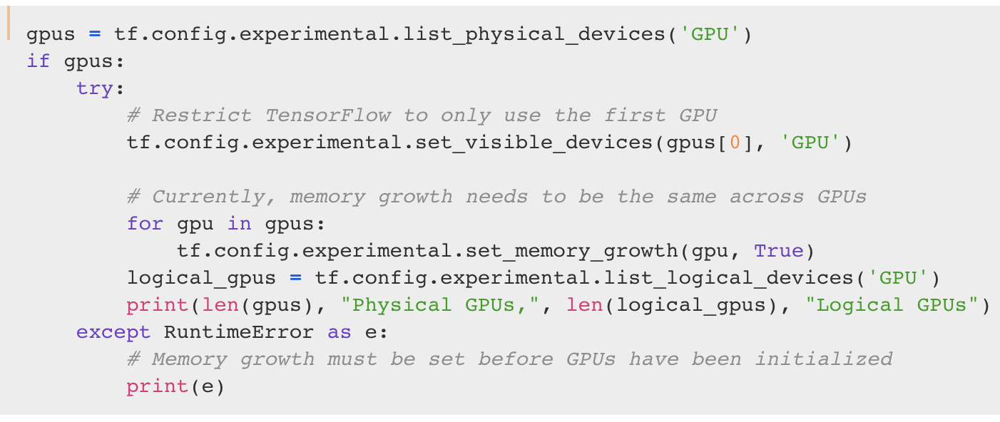 gpus = tf.config.experimental.list_physical_devices('GPU')
if gpus:
    try:
        # Restrict TensorFlow to only use the first GPU
        tf.config.experimental.set_visible_devices(gpus[0], 'GPU')

        # Currently, memory growth needs to be the same across GPUs
        for gpu in gpus:
            tf.config.experimental.set_memory_growth(gpu, True)
        logical_gpus = tf.config.experimental.list_logical_devices('GPU')
        print(len(gpus), "Physical GPUs,", len(logical_gpus), "Logical GPUs")
    except RuntimeError as e:
        # Memory growth must be set before GPUs have been initialized
        print(e)